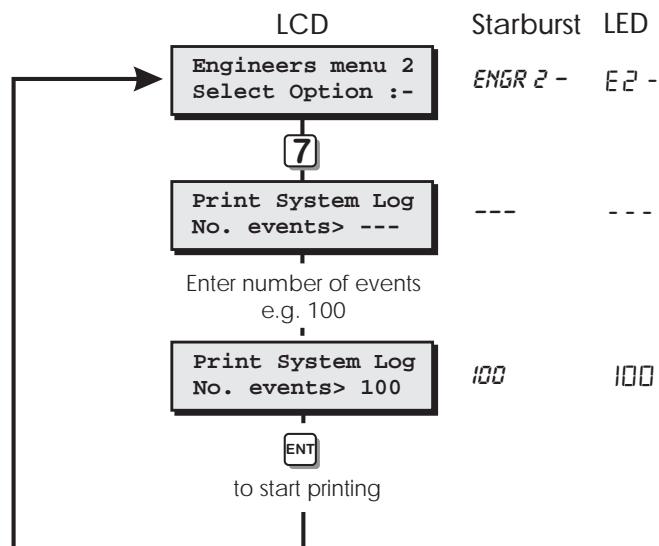 LCD Starburst LED
Engineers menu 2
Select Option :- ENGR 2 - E2 -
7
Print System Log
No. events> --- --- ---
Enter number of events
e.g. 100
Print System Log
No. events> 100 100 100
ENT
to start printing